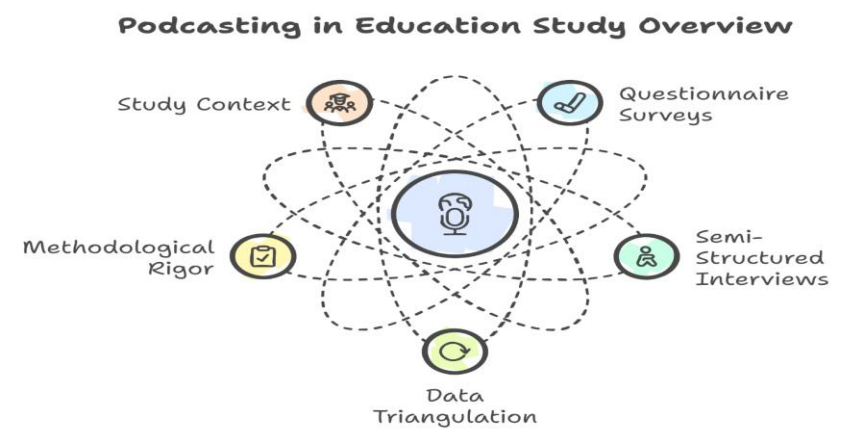 Podcasting in Education Study Overview
Study Context
Questionnaire
Surveys
Methodological
Rigor
Semi-
Structured
Interviews
Data
Triangulation